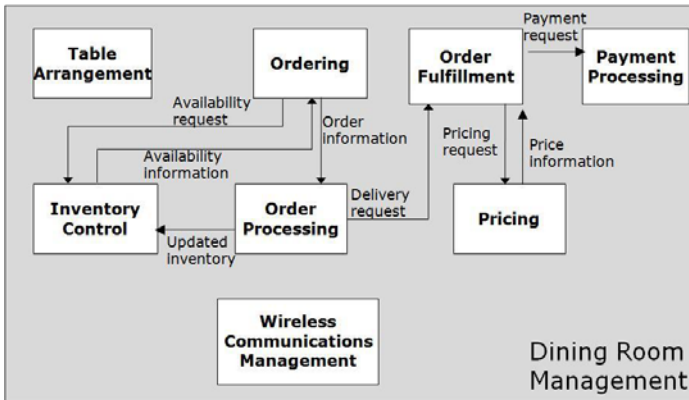 Table
Arrangement
Ordering
Order
Fulfillment
Payment
request
Payment
Processing
Availability
request
Order
information
Availability
information
Pricing
request
Price
information
Inventory
Control
Order
Processing
Delivery
request
Pricing
Updated
inventory
Wireless
Communications
Management
Dining Room
Management